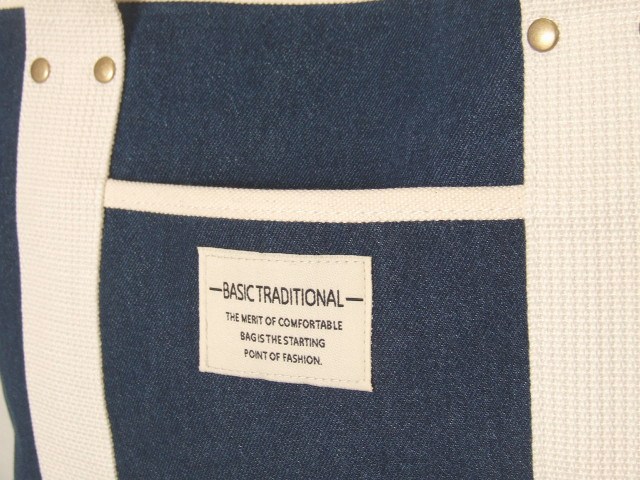 BASIC TRADITIONAL
THE MERIT OF COMFORTABLE
BAG IS THE STARTING
POINT OF FASHION.